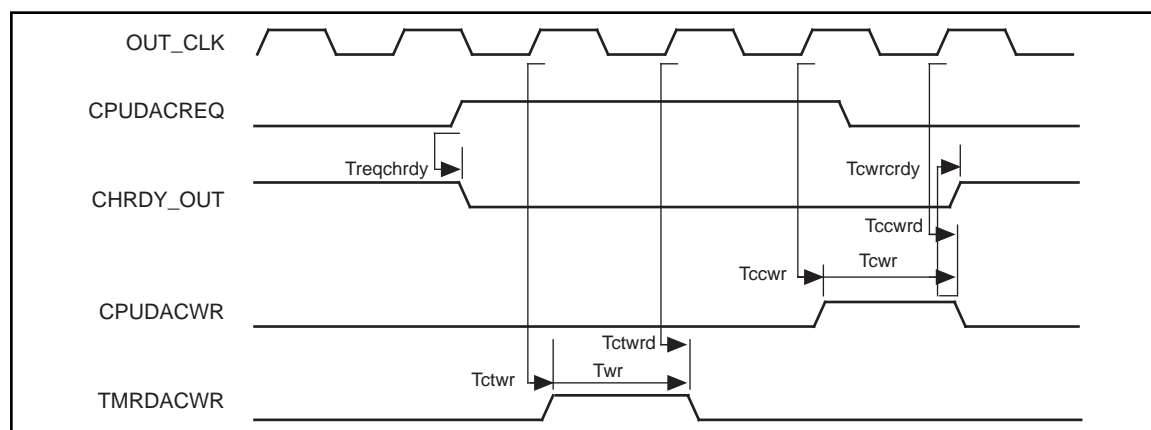 OUT_CLK
CPUDACREQ
Treqchrdy
Tcwrcrdy
CHRDY_OUT
Tccwrd
Tccwr
Tcwr
CPUDACWR
Tctwrd
Tctwr
Twr
TMRDACWR